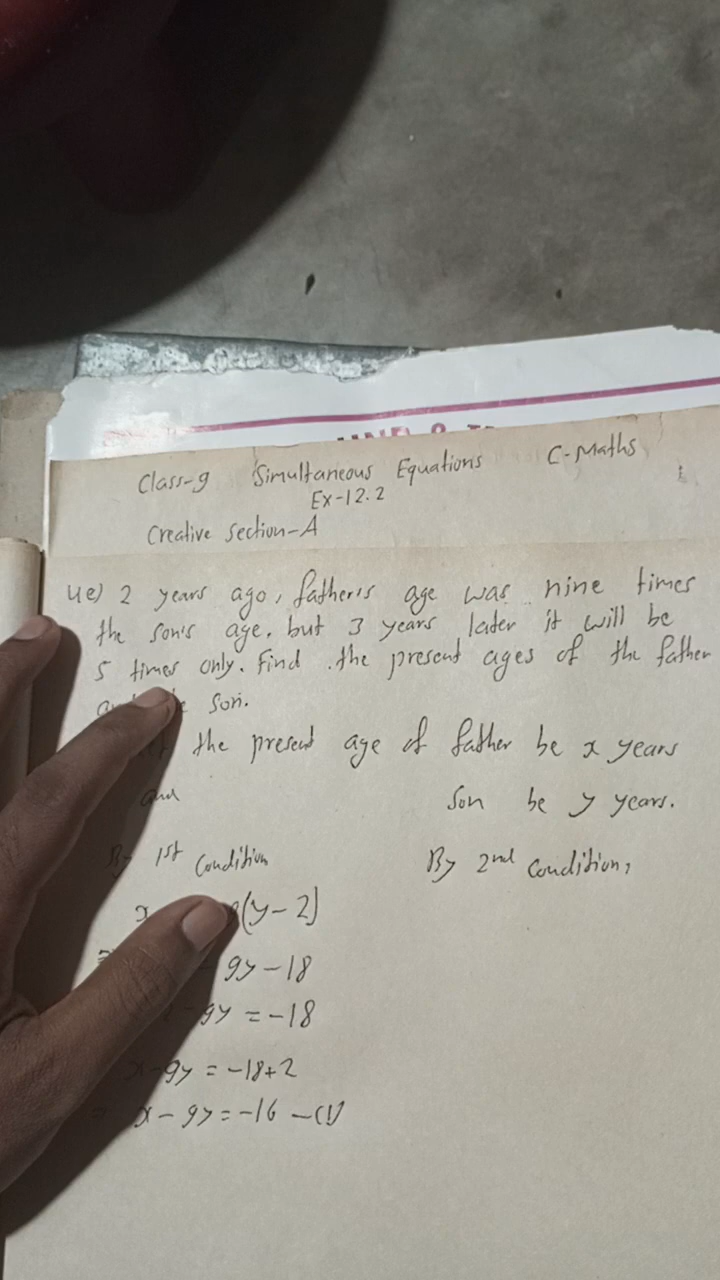 Class-9 Simultaneous Equations C-Maths
Ex-12.2
Creative Section-A
4e) 2 years ago, father's age was nine times
the son's age, but 3 years later it will be
5 times only. Find the present ages of the father
son.
the present age of father be x years
and son be y years.
By 1st Condition By 2nd Condition,
x (y-2)
= 9y-18
9y = -18
x-9y = -18+2
x-9y = -16 -(1)